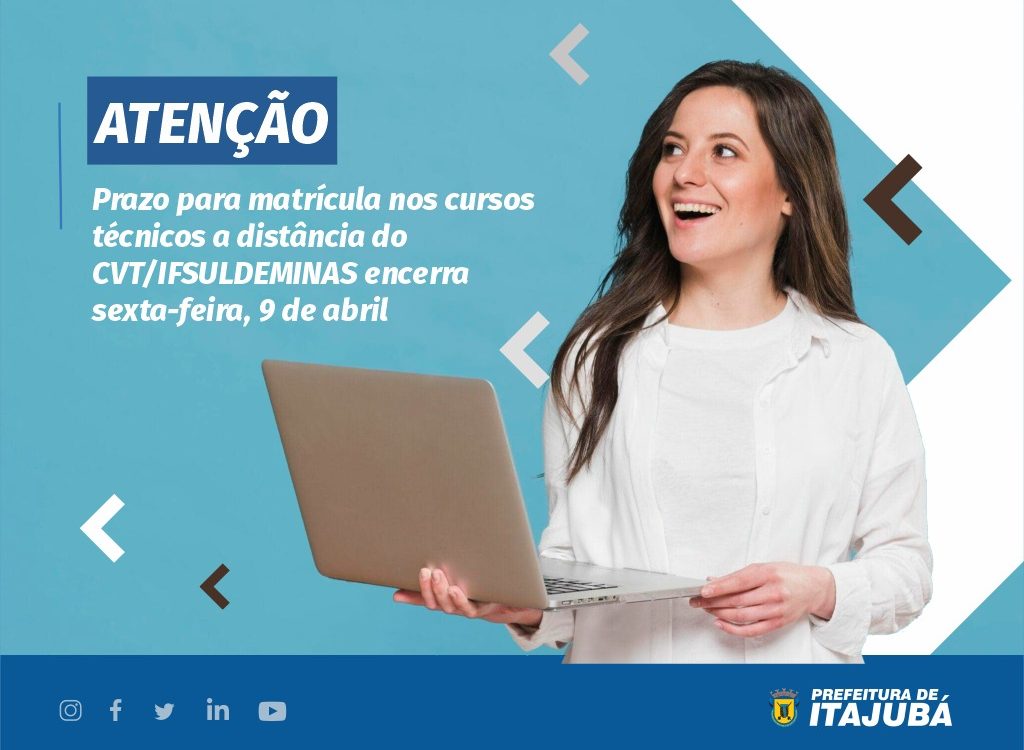 ATENÇÃO
Prazo para matrícula nos cursos
técnicos a distância do
CVT/IFSULDEMINAS encerra
sexta-feira, 9 de abril
PREFEITURA DE
ITAJUBÁ